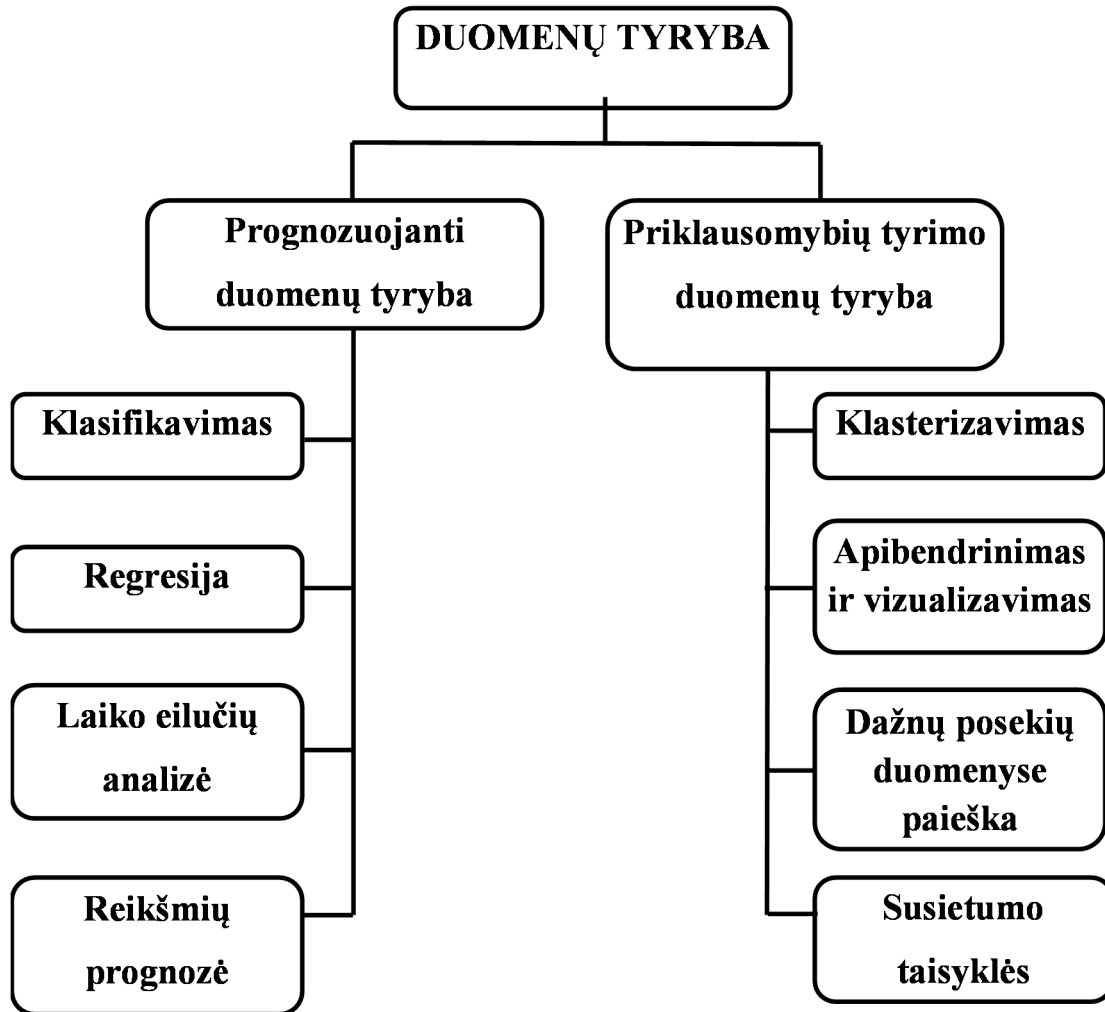 DUOMENŲ TYRYBA
Prognozuojanti
duomenų tyryba
Priklausomybių tyrimo
duomenų tyryba
Klasifikavimas
Regresija
Laiko eilučių
analizė
Reikšmių
prognozė
Klasterizavimas
Apibendrinimas
ir vizualizavimas
Dažnų posekių
duomenyse
paieška
Susietumo
taisyklės